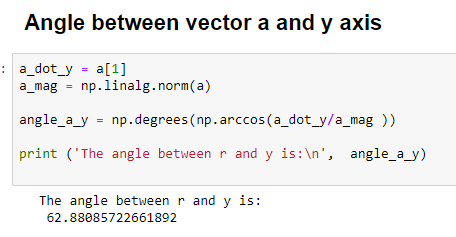 Angle between vector a and y axis
:
a_dot_y = a[1]
a_mag = np.linalg.norm(a)
angle_a_y = np.degrees(np.arccos(a_dot_y/a_mag ))
print ('The angle between r and y is:\n',  angle_a_y)
The angle between r and y is:
 62.88085722661892